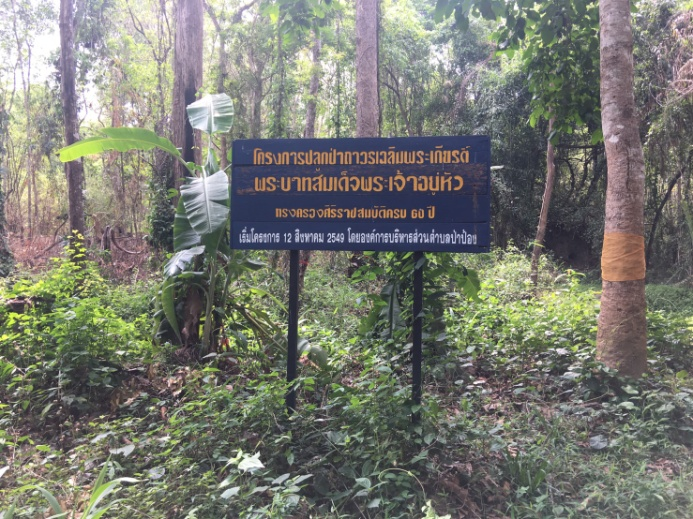 โครงการปลูกป่าถาวรเฉลิมพระเกียรติ
พระบาทสมเด็จพระเจ้าอยู่หัว
ทรงครองสิริราชสมบัติครบ 60 ปี
เริ่มโครงการ 12 สิงหาคม 2549 โดยองค์การบริหารส่วนตำบลป่าป้อง